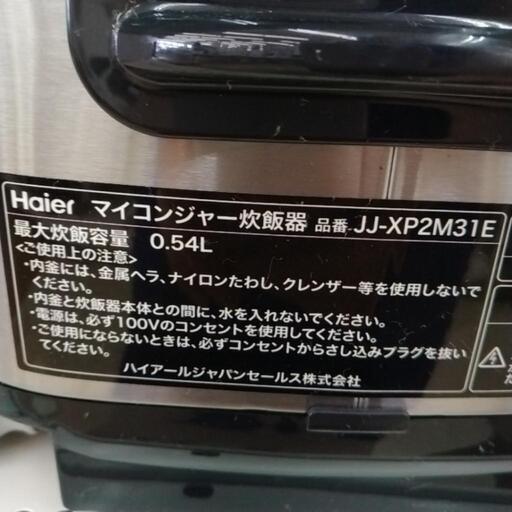 Haier マイコンジャー炊飯器 品番 JJ-XP2M31E
最大炊飯容量 0.54L
<ご使用上の注意>
・内釜には、金属ヘラ、ナイロンたわし、クレンザー等を使用しないで
ください。
・内釜と炊飯器本体との間に、水を入れないでください。
・電源は、必ず100Vのコンセントを使用してください。
・ご使用にならないときは、必ずコンセントからさし込みプラグを抜い
てください。
ハイアールジャパンセールス株式会社